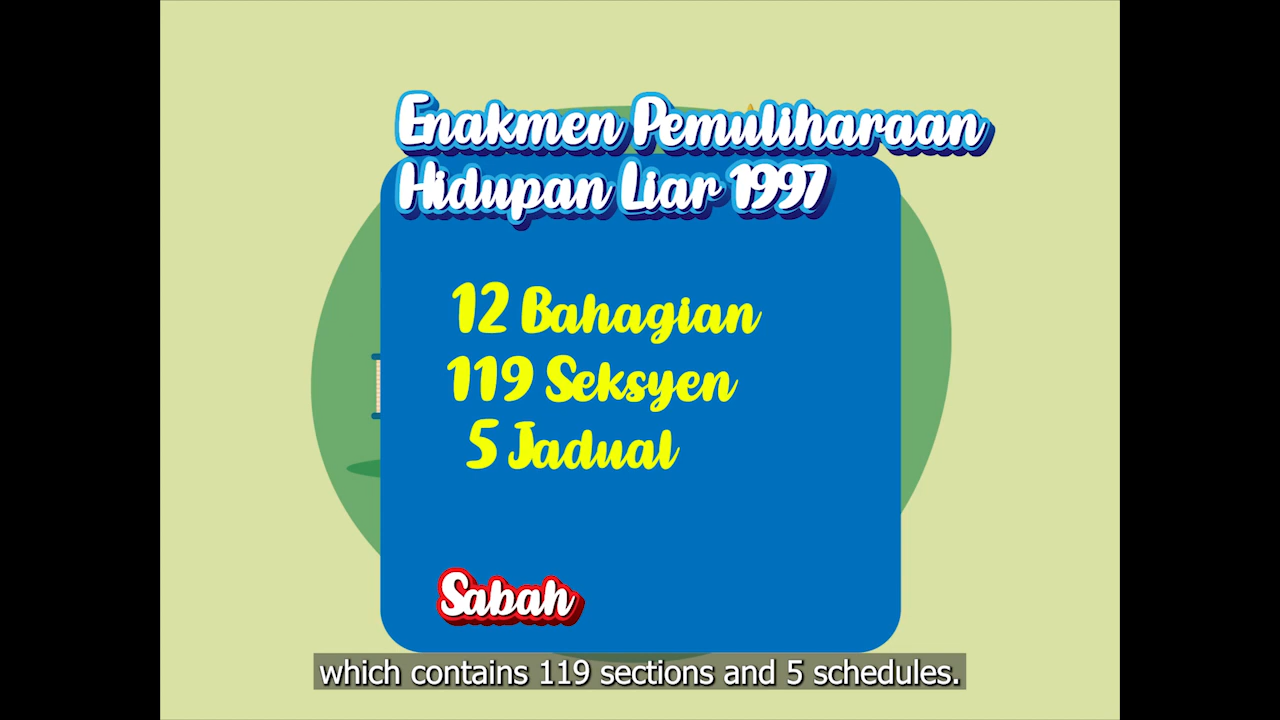 Enakmen Pemuliharaan
Hidupan Liar 1997
12 Bahagian
119 Seksyen
5 Jadual
Sabah
which contains 119 sections and 5 schedules.